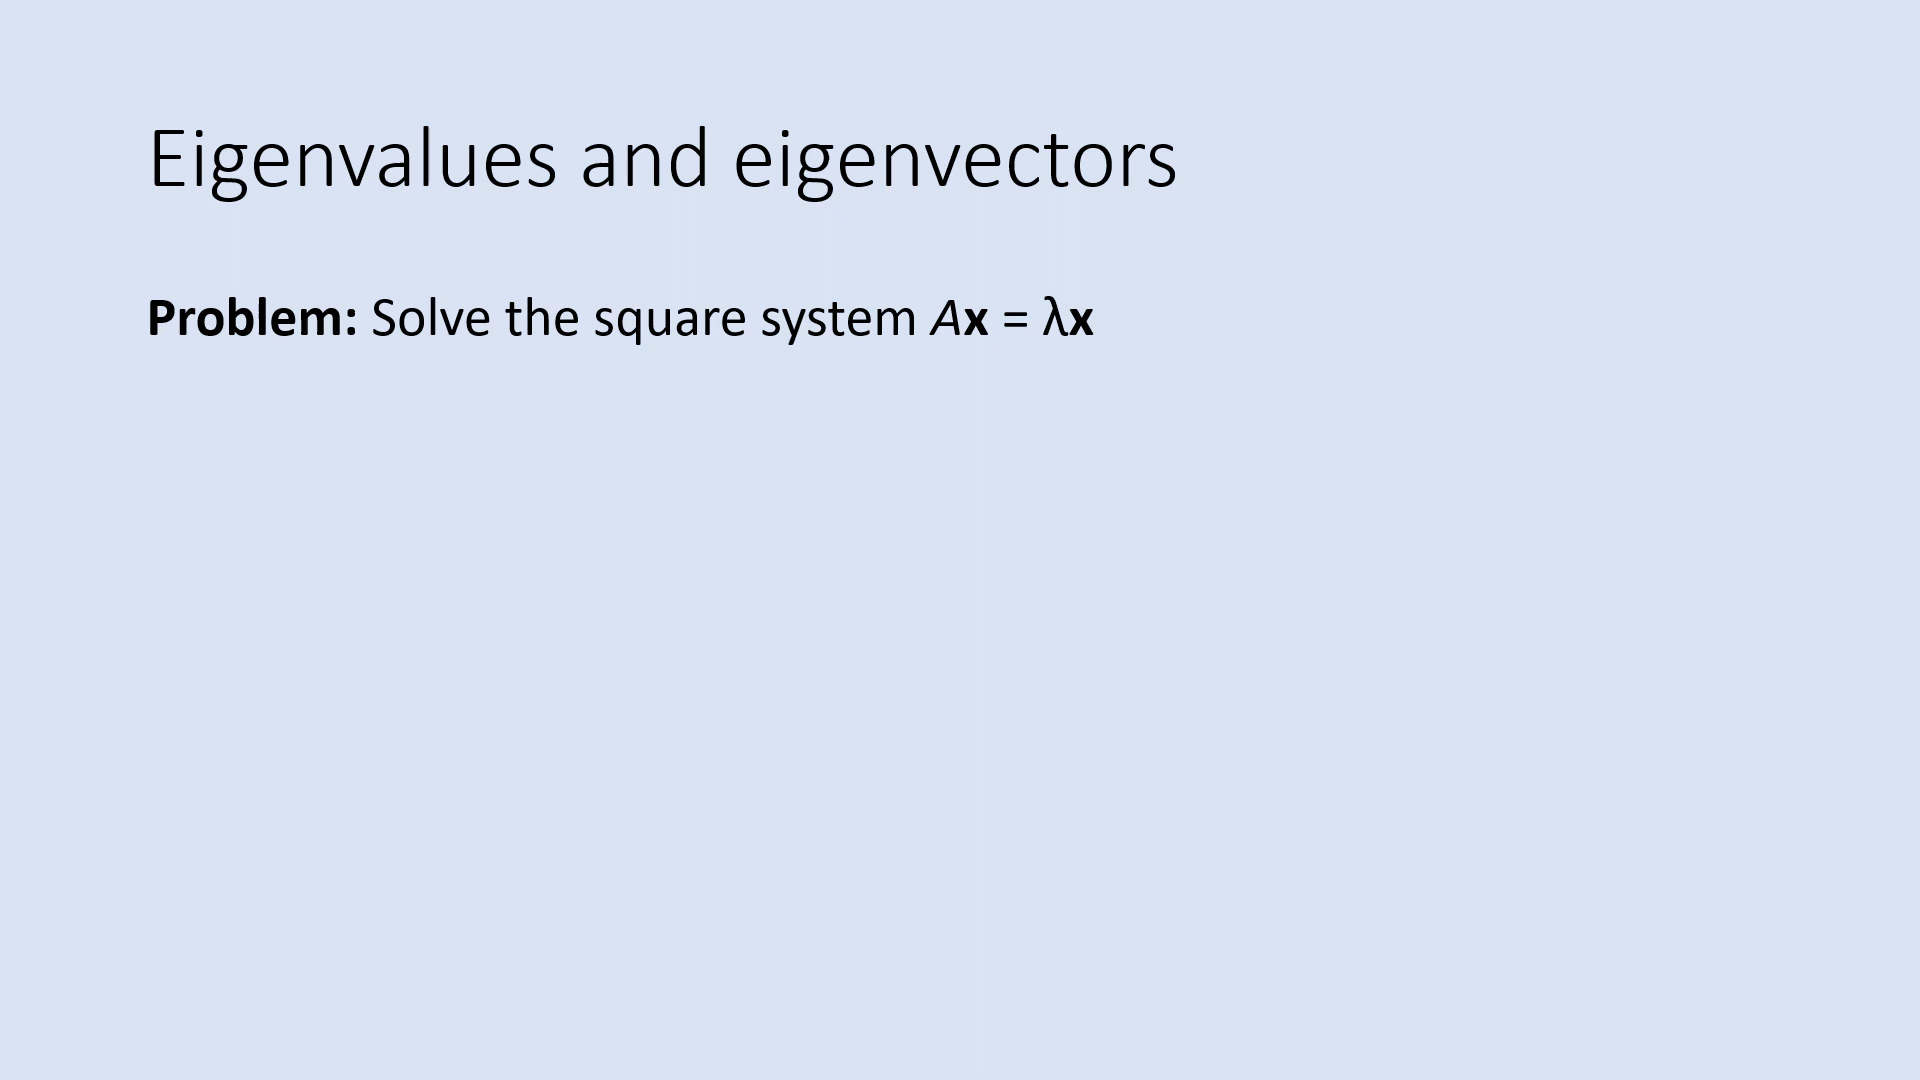 Eigenvalues and eigenvectors
Problem: Solve the square system Ax = λx